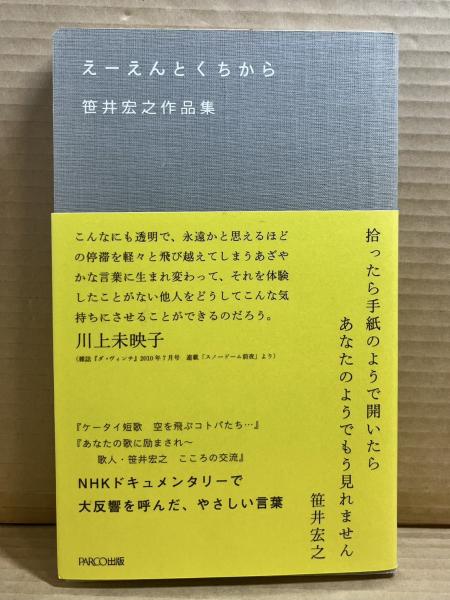 えーえんとくちから
笹井宏之作品集
拾ったら手紙のようで開いたら
あなたのようでもう見れません
笹井宏之
こんなにも透明で、永遠かと思えるほど
の停滞を軽々と飛び越えてしまうあざや
かな言葉に生まれ変わって、それを体験
したことがない他人をどうしてこんな気
持ちにさせることができるのだろう。
川上未映子
(雑誌『ダ・ヴィンチ』2010年7月号 連載「スノードーム前夜」より)
『ケータイ短歌 空を飛ぶコトバたち…』
『あなたの歌に励まされ〜
歌人・笹井宏之 こころの交流』
NHKドキュメンタリーで
大反響を呼んだ、やさしい言葉
PARCO出版